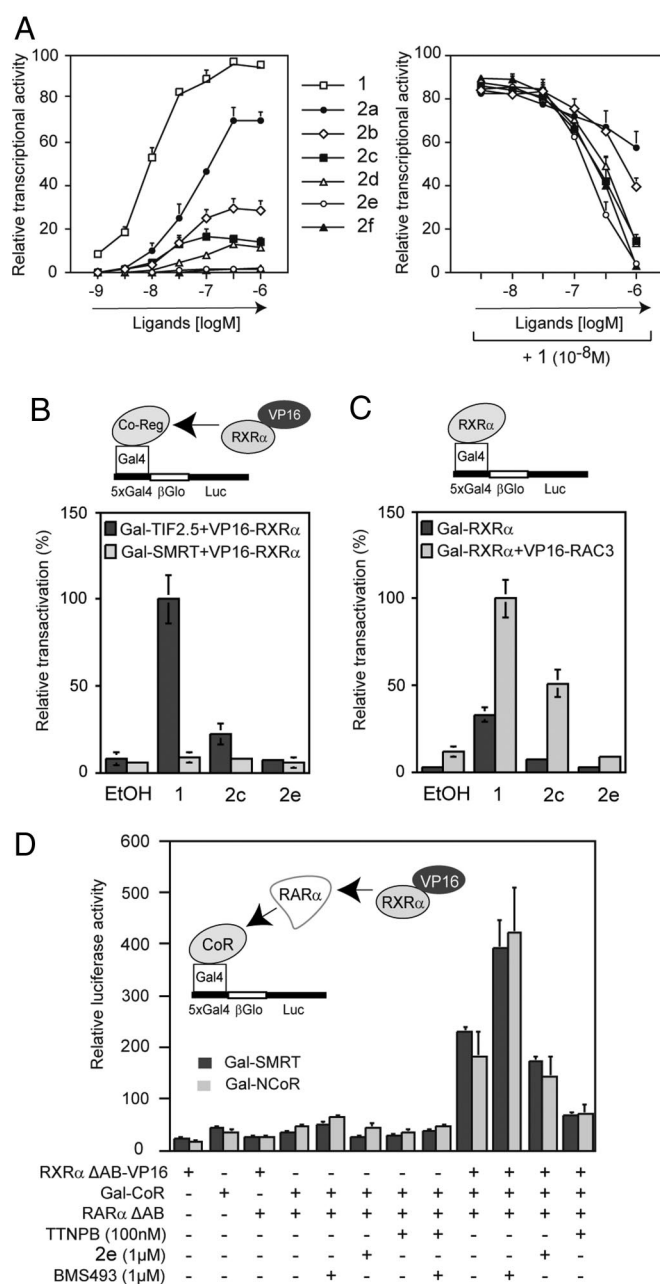 A
Relative transcriptional activity
100
80
60
40
20
0
-9 -8 -7 -6
Ligands [logM]
1
2a
2b
2c
2d
2e
2f
Relative transcriptional activity
100
80
60
40
20
0
-8 -7 -6
Ligands [logM]
+ 1 (10⁻⁸M)
B
Co-Reg
VP16
RXRα
Gal4
5xGal4 βGlo Luc
Relative transactivation (%)
150
100
50
0
Gal-TIF2.5+VP16-RXRα
Gal-SMRT+VP16-RXRα
EtOH 1 2c 2e
C
RXRα
Gal4
5xGal4 βGlo Luc
Relative transactivation (%)
150
100
50
0
Gal-RXRα
Gal-RXRα+VP16-RAC3
EtOH 1 2c 2e
D
Relative luciferase activity
600
500
400
300
200
100
0
VP16
RXRα
RARα
CoR
Gal4
5xGal4 βGlo Luc
Gal-SMRT
Gal-NCoR
RXRα ΔAB-VP16 + - + - - - - - + + + +
Gal-CoR - + - + + + + + + + + +
RARα ΔAB - - + + + + + + + + + +
TTNPB (100nM) - - - - - - + + - - - +
2e (1μM) - - - - - + - - - - + -
BMS493 (1μM) - - - - + - - + - + - -